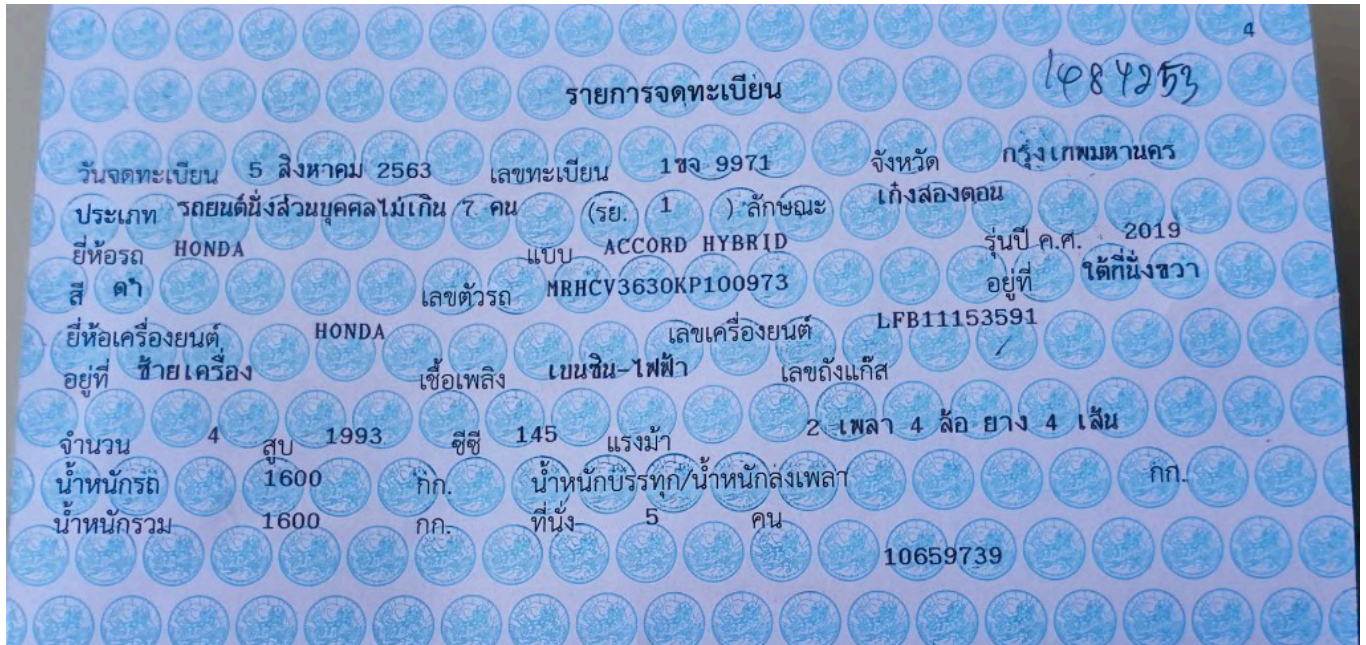 4
รายการจดทะเบียน 1484253
วันจดทะเบียน 5 สิงหาคม 2563 เลขทะเบียน 1ขจ 9971 จังหวัด กรุงเทพมหานคร
ประเภท รถยนต์นั่งส่วนบุคคลไม่เกิน 7 คน (รย. 1 ) ลักษณะ เก๋งสองตอน
ยี่ห้อรถ HONDA แบบ ACCORD HYBRID รุ่นปี ค.ศ. 2019
สี ดำ เลขตัวรถ MRHCV3630KP100973 อยู่ที่ ใต้ที่นั่งขวา
ยี่ห้อเครื่องยนต์ HONDA เลขเครื่องยนต์ LFB11153591
อยู่ที่ ซ้ายเครื่อง เชื้อเพลิง เบนซิน-ไฟฟ้า เลขถังแก๊ส
จำนวน 4 สูบ 1993 ซีซี 145 แรงม้า 2 เพลา 4 ล้อ ยาง 4 เส้น
น้ำหนักรถ 1600 กก. น้ำหนักบรรทุก/น้ำหนักลงเพลา กก.
น้ำหนักรวม 1600 กก. ที่นั่ง 5 คน
10659739